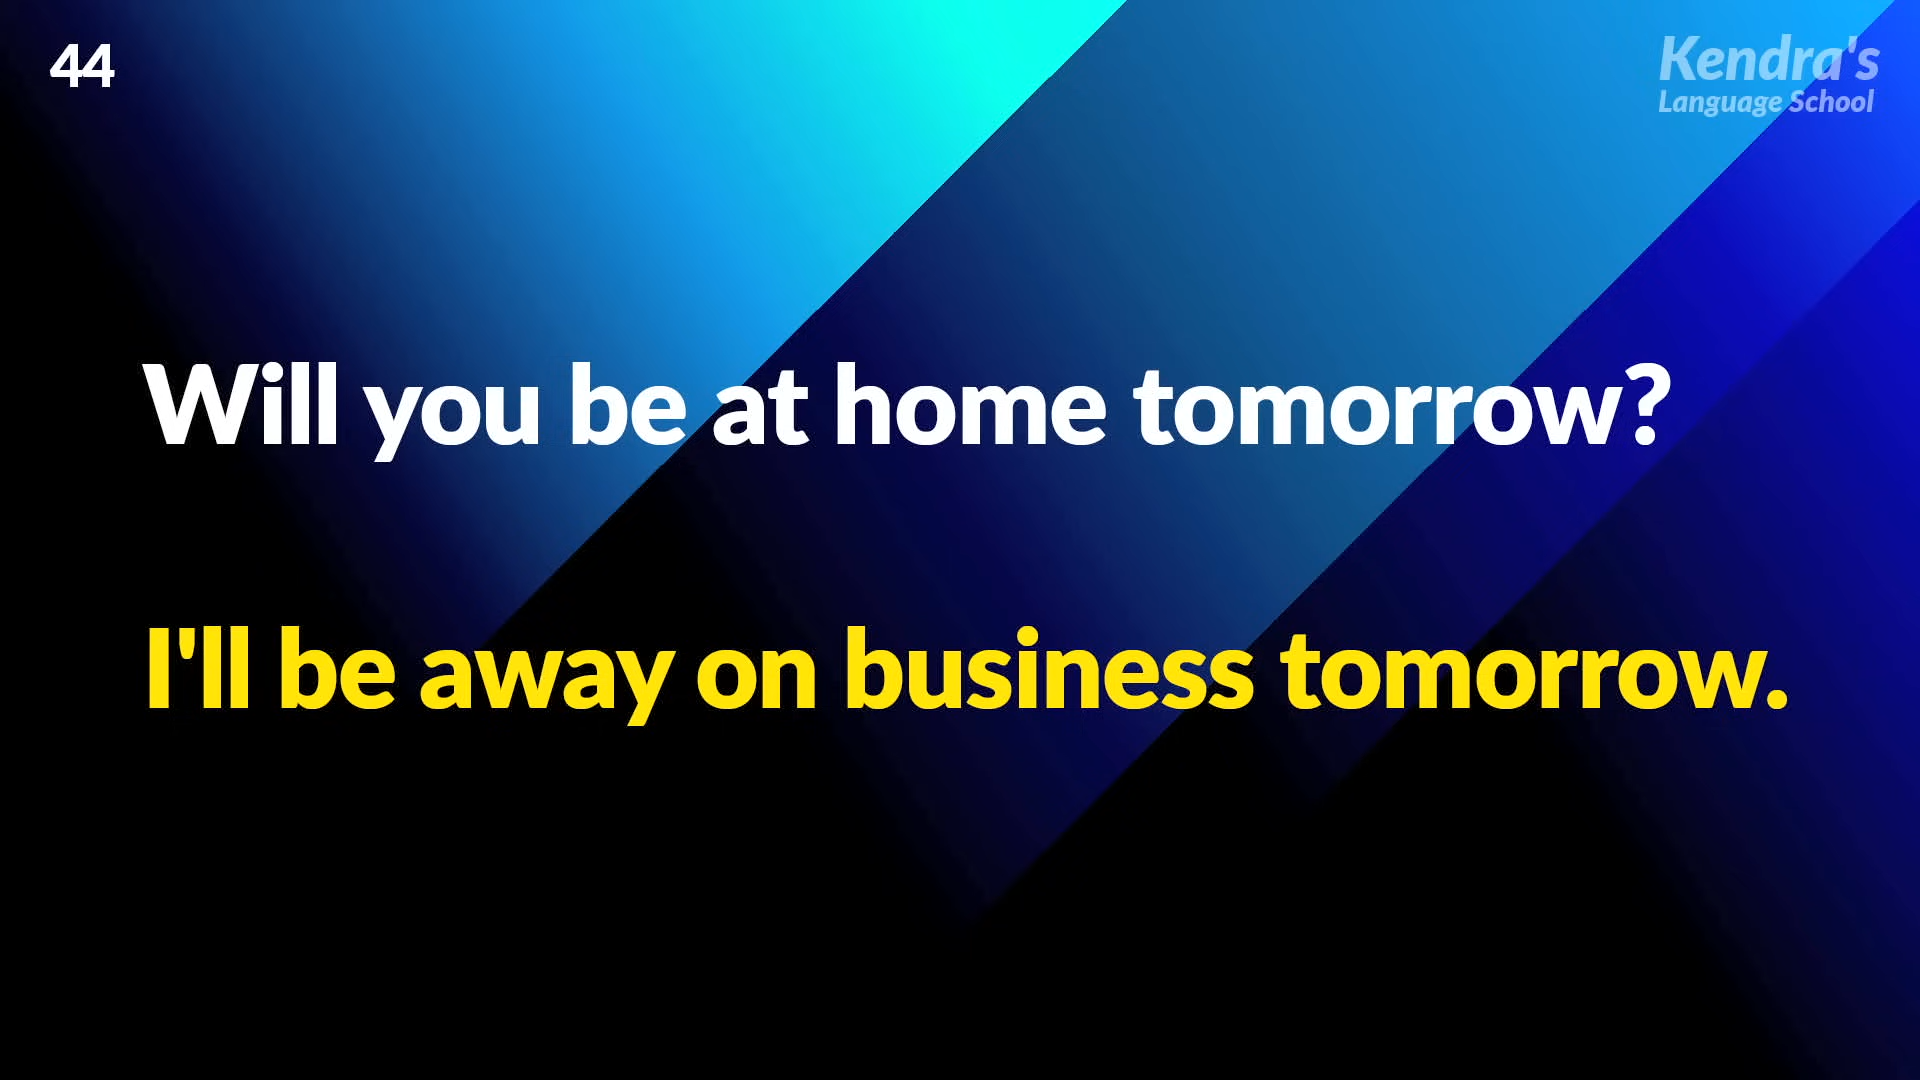 44
Kendra's
Language School
Will you be at home tomorrow?
I'll be away on business tomorrow.